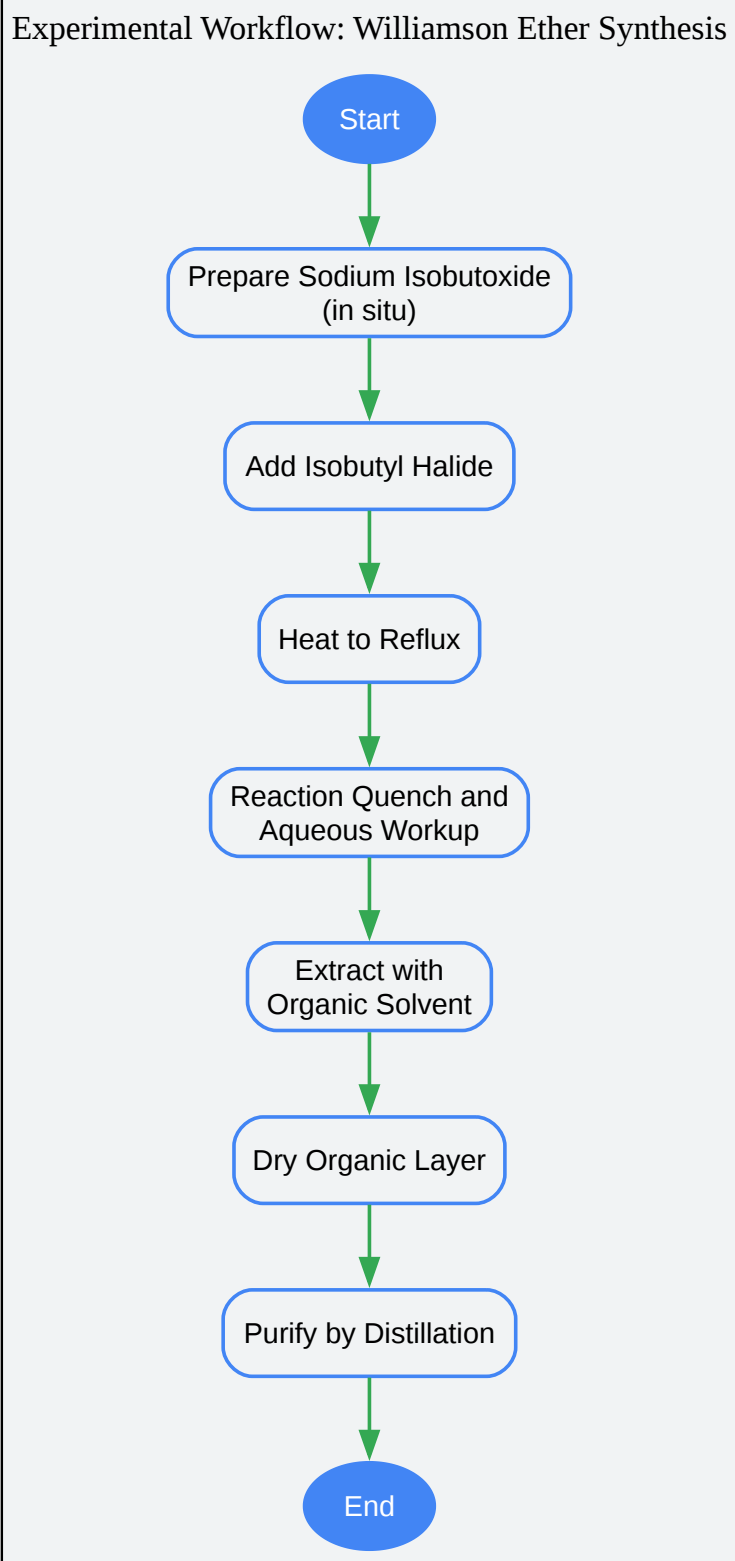 Experimental Workflow: Williamson Ether Synthesis
Start
Prepare Sodium Isobutoxide
(in situ)
Add Isobutyl Halide
Heat to Reflux
Reaction Quench and
Aqueous Workup
Extract with
Organic Solvent
Dry Organic Layer
Purify by Distillation
End